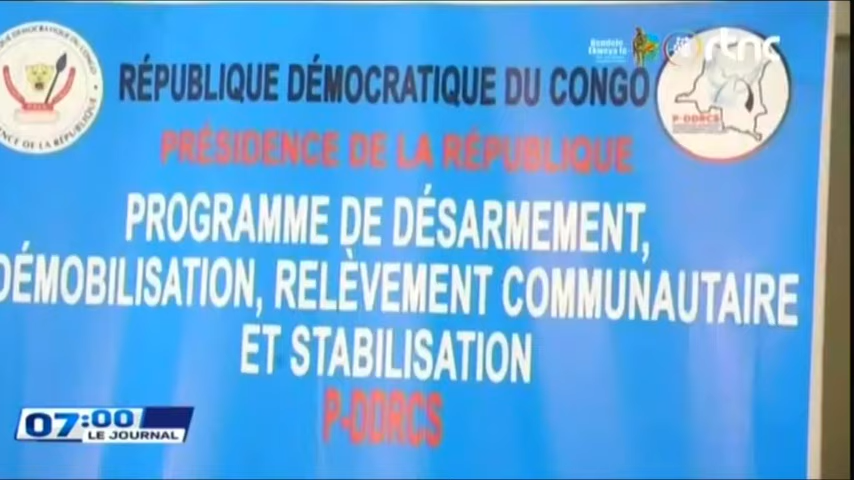 RÉPUBLIQUE DÉMOCRATIQUE DU CONGO
PRÉSIDENCE DE LA RÉPUBLIQUE
PROGRAMME DE DÉSARMEMENT,
DÉMOBILISATION, RELÈVEMENT COMMUNAUTAIRE
ET STABILISATION
P-DDRCS
P-DDRCS
rtnc
07:00
LE JOURNAL